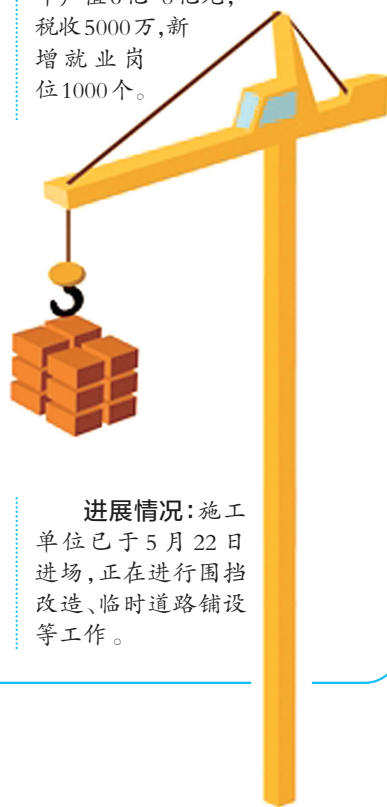 税收5000万,新
增就业岗
位1000个。
进展情况:施工
单位已于5月22日
进场,正在进行围挡
改造、临时道路铺设
等工作。